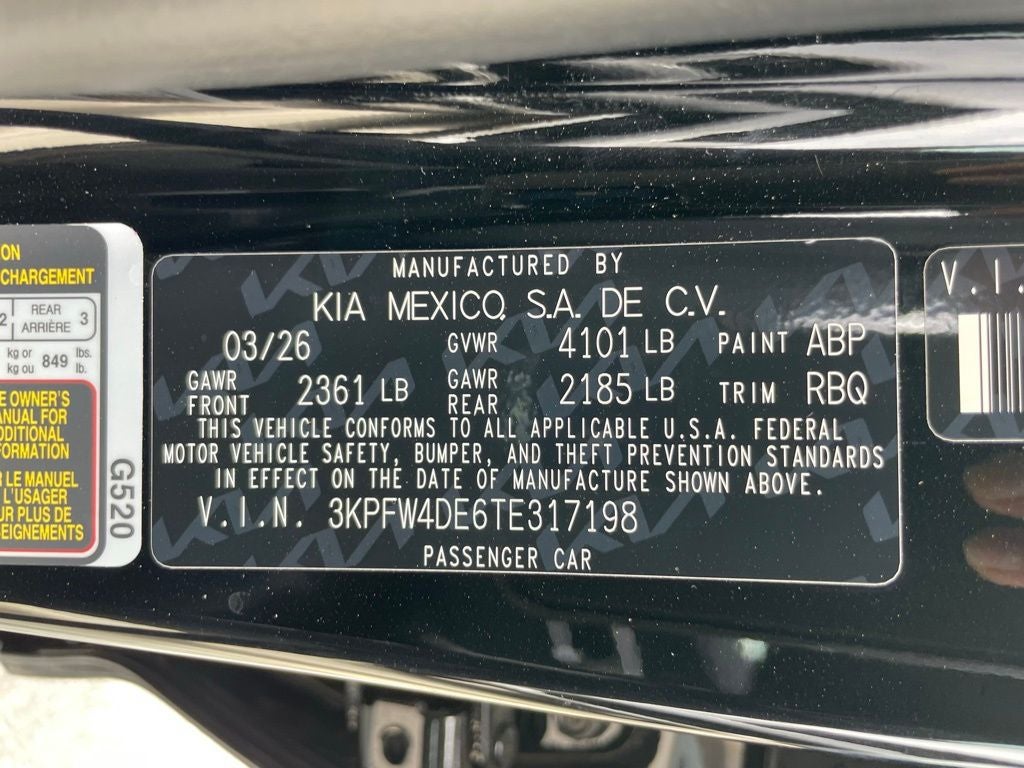 ON
CHARGEMENT
2 REAR ARRIÈRE 3
kg or kg ou 849 lbs. lb.
E OWNER'S
ANUAL FOR
DDITIONAL
FORMATION
R LE MANUEL
L'USAGER
UR PLUS DE
SEIGNEMENTS
G520
MANUFACTURED BY
KIA MEXICO, S.A. DE C.V.
03/26 GVWR 4101 LB PAINT ABP
GAWR FRONT 2361 LB GAWR REAR 2185 LB TRIM RBQ
THIS VEHICLE CONFORMS TO ALL APPLICABLE U.S.A. FEDERAL
MOTOR VEHICLE SAFETY, BUMPER, AND THEFT PREVENTION STANDARDS
IN EFFECT ON THE DATE OF MANUFACTURE SHOWN ABOVE.
V.I.N. 3KPFW4DE6TE317198
PASSENGER CAR
V.I.